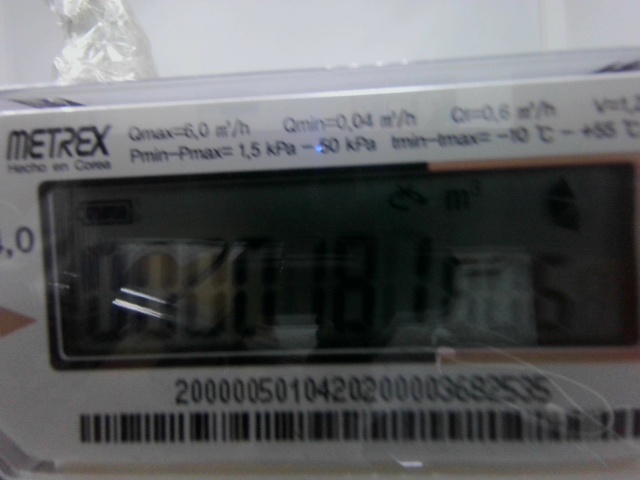 METREX
Hecho en Corea
Qmax=6,0 m³/h Qmin=0,04 m³/h Qt=0,6 m³/h
Pmin-Pmax= 1,5 kPa - 50 kPa tmin-tmax= -10 ℃ - +55 ℃
m³
2000005010420200003682535